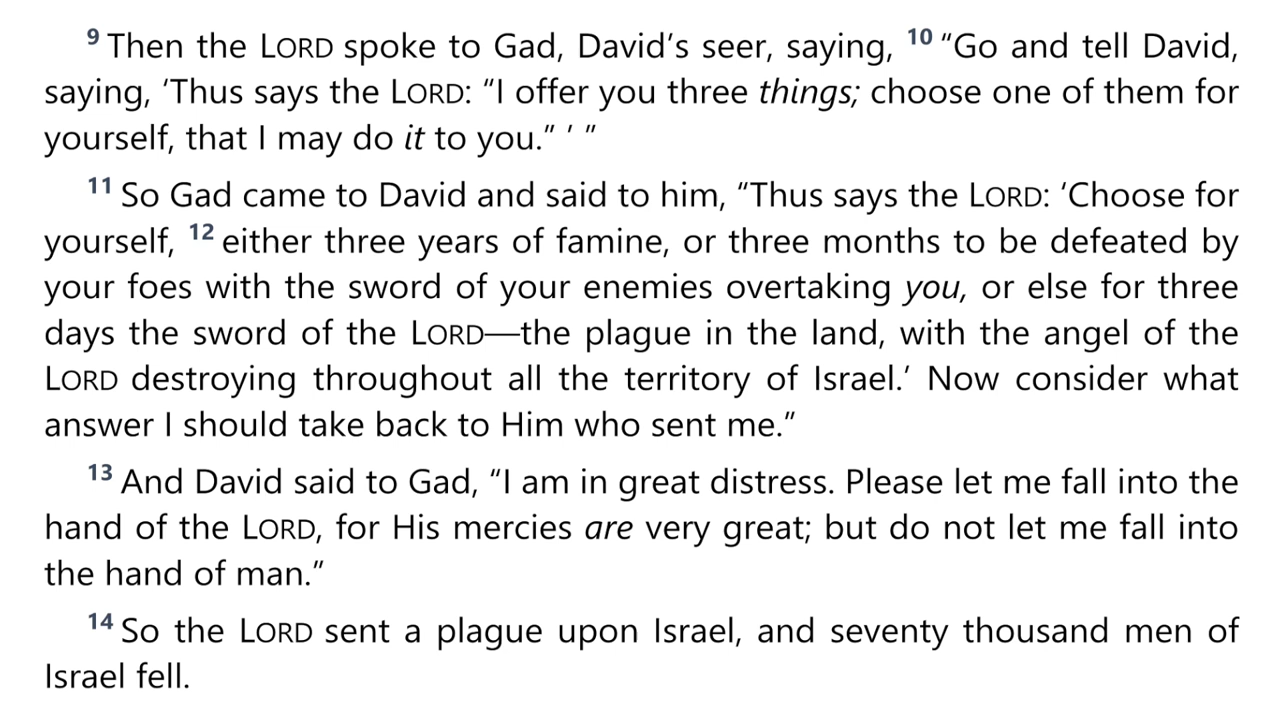 9 Then the LORD spoke to Gad, David’s seer, saying, 10 “Go and tell David,
saying, ‘Thus says the LORD: “I offer you three things; choose one of them for
yourself, that I may do it to you.” ’ ”
11 So Gad came to David and said to him, “Thus says the LORD: ‘Choose for
yourself, 12 either three years of famine, or three months to be defeated by
your foes with the sword of your enemies overtaking you, or else for three
days the sword of the LORD—the plague in the land, with the angel of the
LORD destroying throughout all the territory of Israel.’ Now consider what
answer I should take back to Him who sent me.”
13 And David said to Gad, “I am in great distress. Please let me fall into the
hand of the LORD, for His mercies are very great; but do not let me fall into
the hand of man.”
14 So the LORD sent a plague upon Israel, and seventy thousand men of
Israel fell.